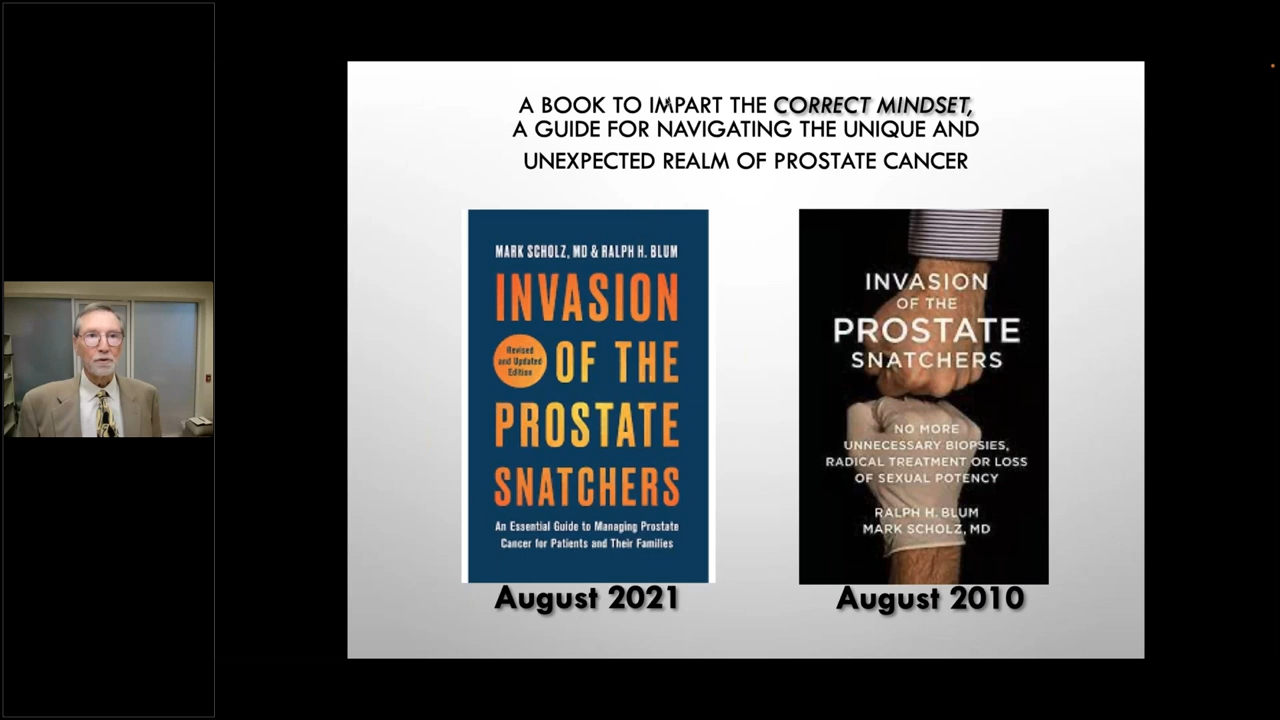 A BOOK TO IMPART THE CORRECT MINDSET,
A GUIDE FOR NAVIGATING THE UNIQUE AND
UNEXPECTED REALM OF PROSTATE CANCER
MARK SCHOLZ, MD & RALPH H. BLUM
INVASION
Revised
and Updated
Edition
OF THE
PROSTATE
SNATCHERS
An Essential Guide to Managing Prostate
Cancer for Patients and Their Families
August 2021
INVASION
OF THE
PROSTATE
SNATCHERS
NO MORE
UNNECESSARY BIOPSIES,
RADICAL TREATMENT OR LOSS
OF SEXUAL POTENCY
RALPH H. BLUM
MARK SCHOLZ, MD
August 2010